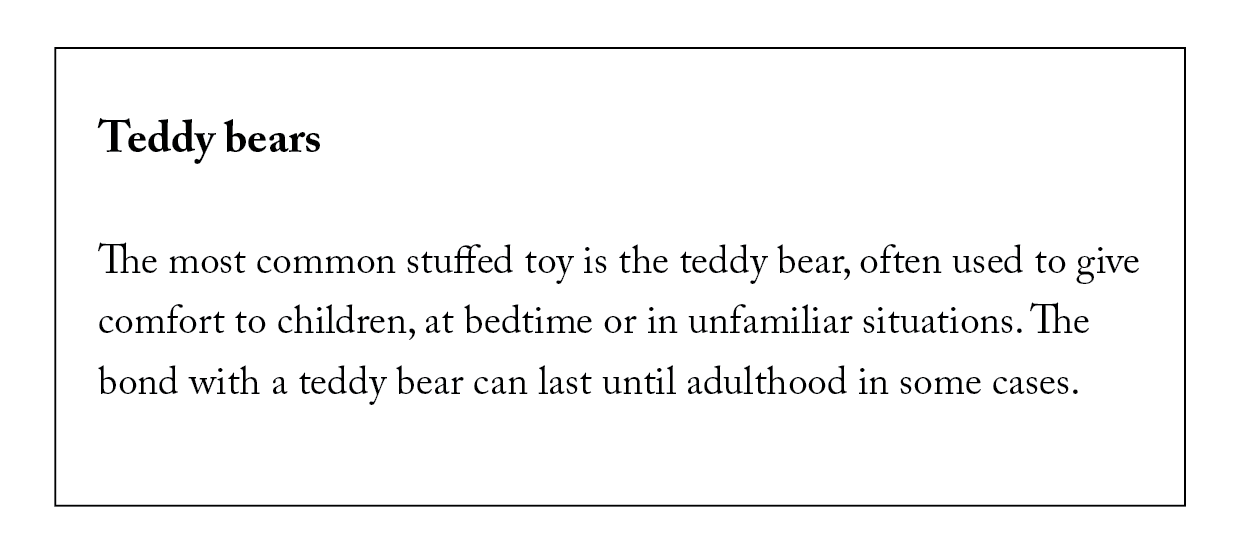 Teddy bears
The most common stuffed toy is the teddy bear, often used to give
comfort to children, at bedtime or in unfamiliar situations. The
bond with a teddy bear can last until adulthood in some cases.